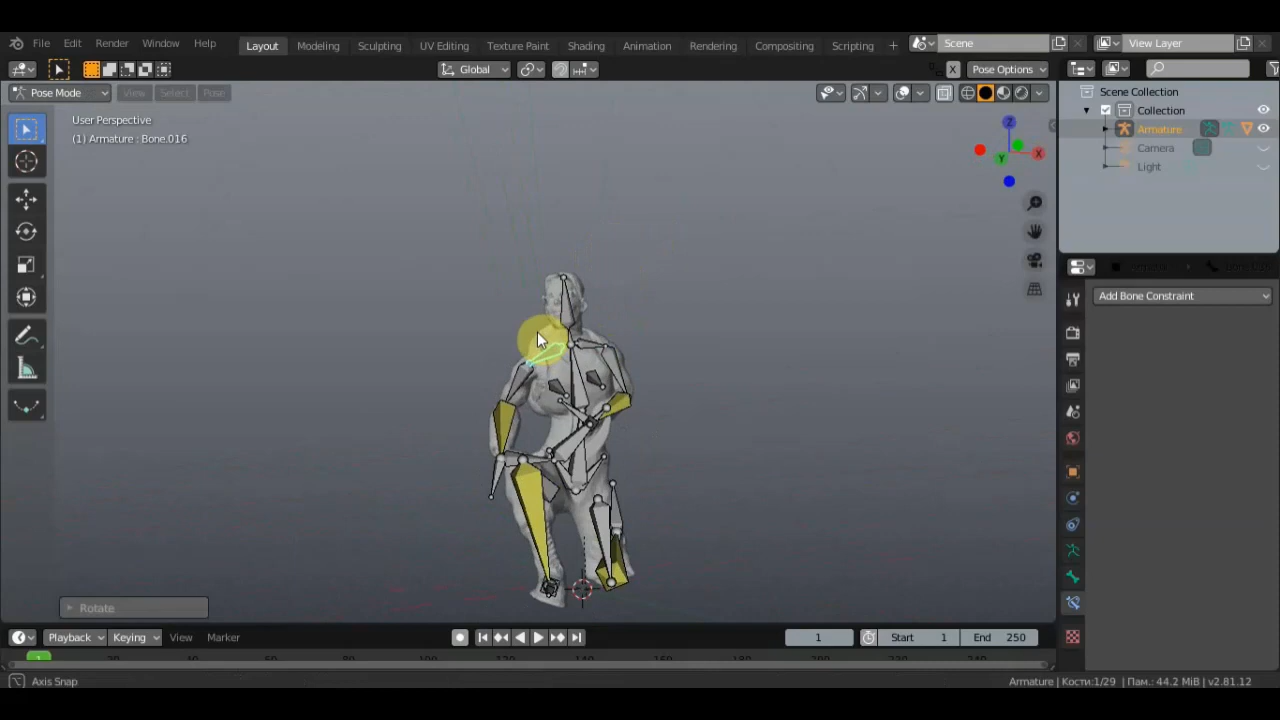 File Edit Render Window Help Layout Modeling Sculpting UV Editing Texture Paint Shading Animation Rendering Compositing Scripting + Scene View Layer
Global X Pose Options
Pose Mode View Select Pose
User Perspective
(1) Armature : Bone.016
Z
X
Y
Scene Collection
Collection
Armature
Camera
Light
Add Bone Constraint
Rotate
Playback Keying View Marker 1 Start 1 End 250
1
Axis Snap Armature | Кости:1/29 | Пам.: 44.2 MiB | v2.81.12